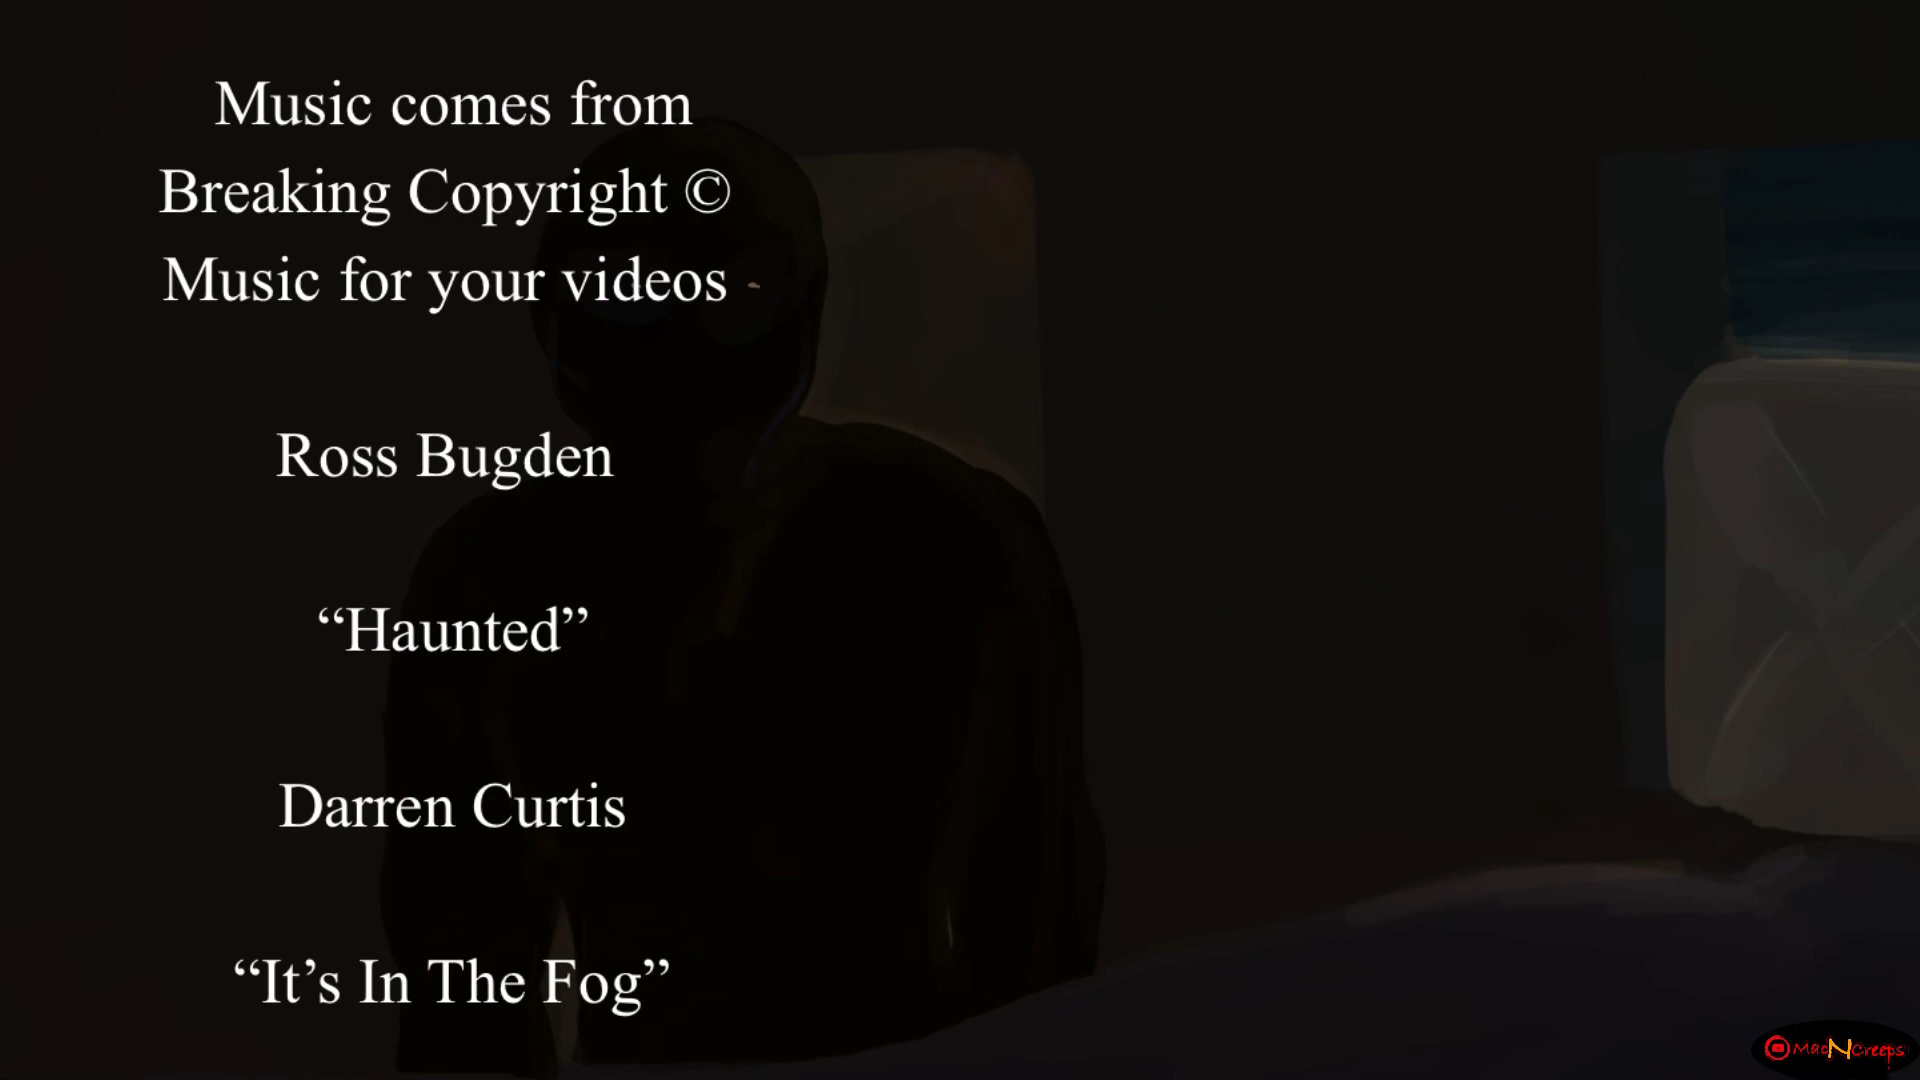 Music comes from
Breaking Copyright ©
Music for your videos
Ross Bugden
“Haunted”
Darren Curtis
“It’s In The Fog”
MacNCreeps